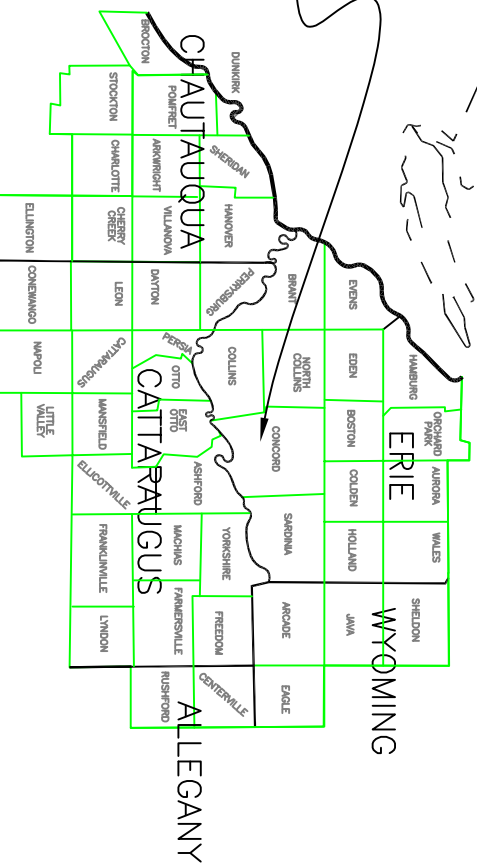 CHAUTAUQUA
BROCTON
DUNKIRK
STOCKTON
POMFRET
SHERIDAN
CHARLOTTE
ARKWRIGHT
ELLINGTON
CHERRY
CREEK
VILLANOVA
HANOVER
CONEWANGO
LEON
DAYTON
PERRYSBURG
BRANT
EVENS
HAMBURG
NAPOLI
CATTARAUGUS
PERSIA
OTTO
COLLINS
NORTH
COLLINS
EDEN
ORCHARD
PARK
LITTLE
VALLEY
MANSFIELD
EAST
OTTO
CONCORD
BOSTON
ERIE
CATTARAUGUS
ELLICOTTVILLE
ASHFORD
COLDEN
AURORA
FRANKLINVILLE
MACHIAS
YORKSHIRE
SARDINIA
HOLLAND
WALES
LYNDON
FARMERSVILLE
FREEDOM
ARCADE
JAVA
SHELDON
WYOMING
RUSHFORD
CENTERVILLE
EAGLE
ALLEGANY